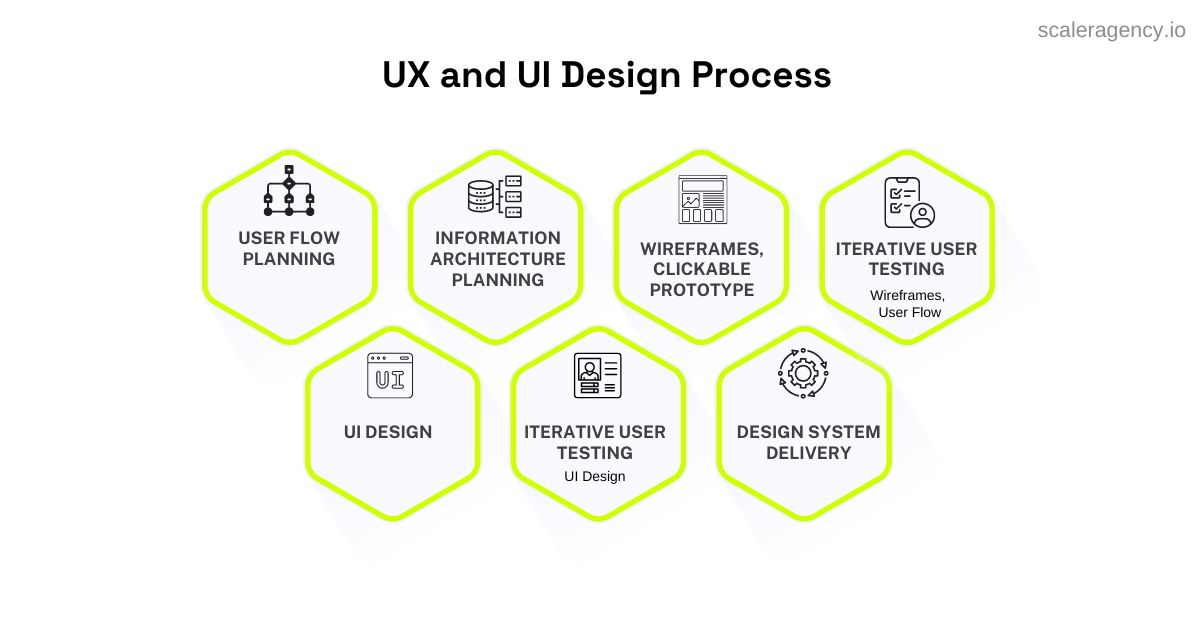 scaleragency.io
UX and UI Design Process
USER FLOW
PLANNING
INFORMATION
ARCHITECTURE
PLANNING
WIREFRAMES,
CLICKABLE
PROTOTYPE
ITERATIVE USER
TESTING
Wireframes,
User Flow
UI
UI DESIGN
ITERATIVE USER
TESTING
UI Design
DESIGN SYSTEM
DELIVERY